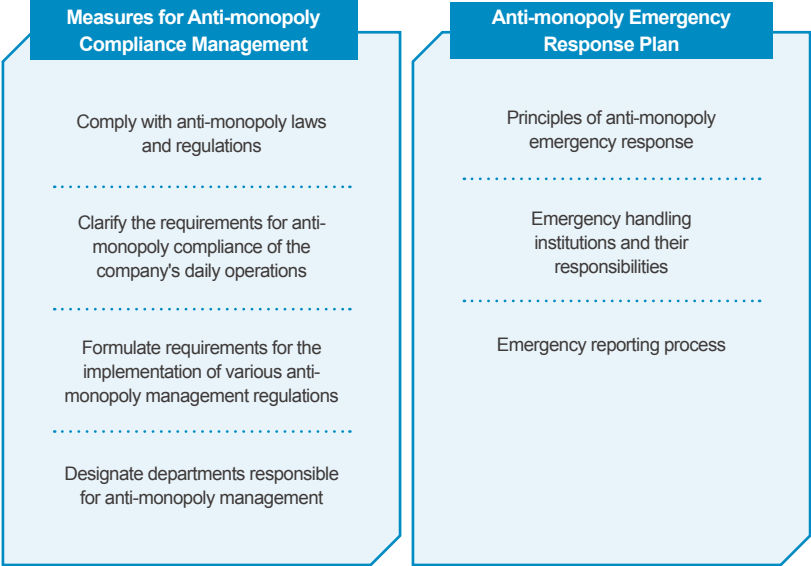 Measures for Anti-monopoly
Compliance Management
Comply with anti-monopoly laws
and regulations
Clarify the requirements for anti-
monopoly compliance of the
company's daily operations
Formulate requirements for the
implementation of various anti-
monopoly management regulations
Designate departments responsible
for anti-monopoly management
Anti-monopoly Emergency
Response Plan
Principles of anti-monopoly
emergency response
Emergency handling
institutions and their
responsibilities
Emergency reporting process